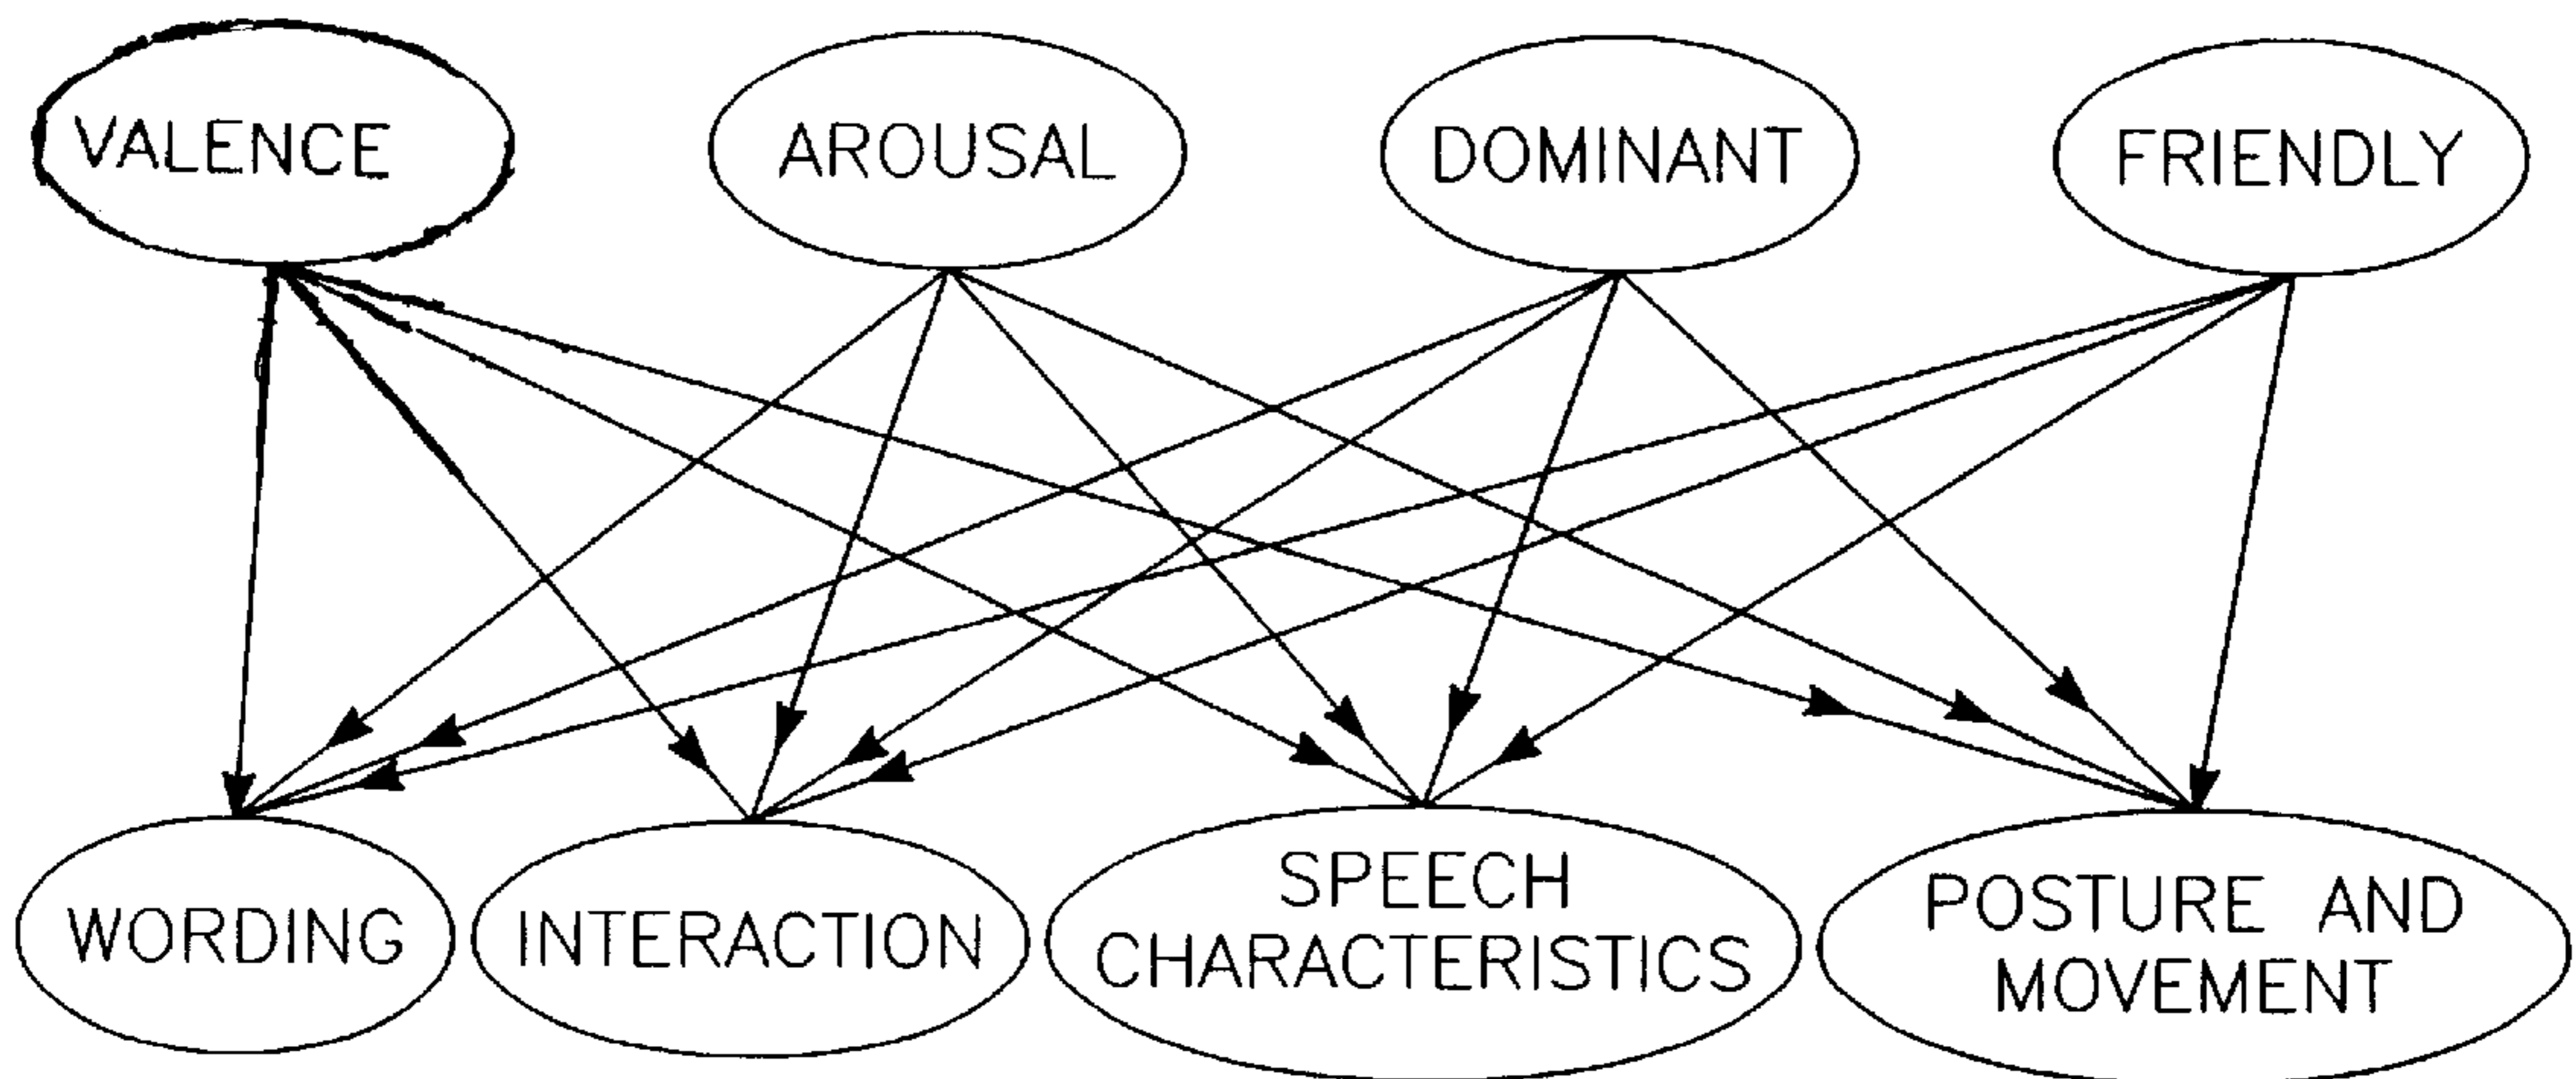 VALENCE
AROUSAL
DOMINANT
FRIENDLY
WORDING
INTERACTION
SPEECH
CHARACTERISTICS
POSTURE AND
MOVEMENT